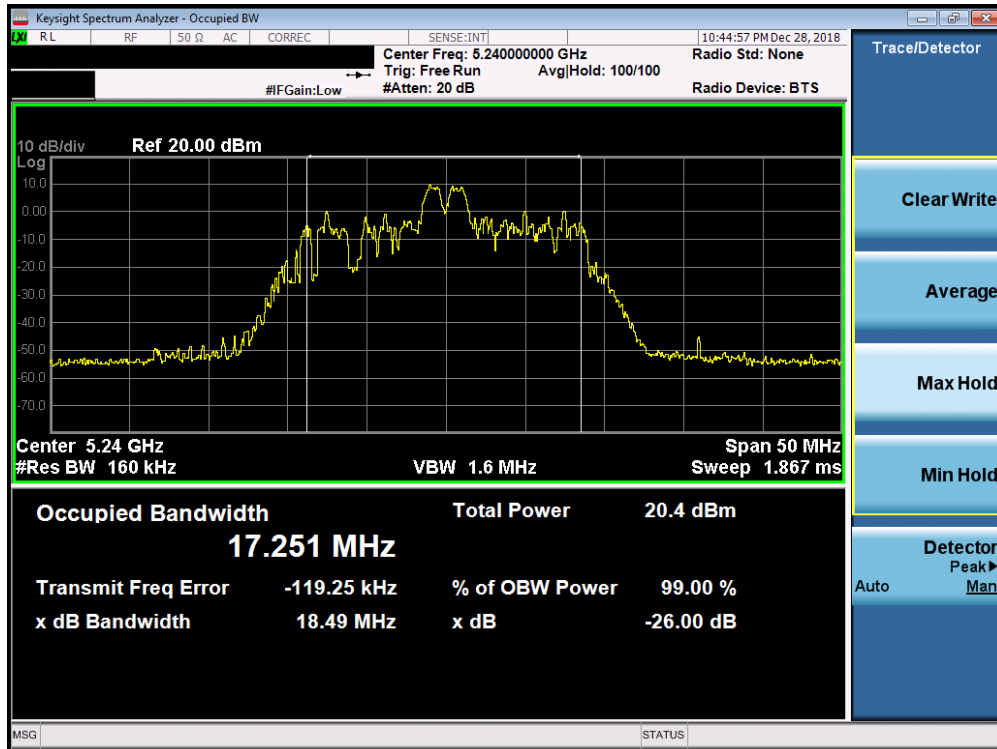 Keysight Spectrum Analyzer - Occupied BW
LXI RL RF 50 Ω AC CORREC SENSE:INT 10:44:57 PM Dec 28, 2018
Center Freq: 5.240000000 GHz Radio Std: None
Trig: Free Run Avg|Hold: 100/100
#IFGain:Low #Atten: 20 dB Radio Device: BTS
Trace/Detector
10 dB/div Ref 20.00 dBm
Log
10.0
0.00
-10.0
-20.0
-30.0
-40.0
-50.0
-60.0
-70.0
Center 5.24 GHz Span 50 MHz
#Res BW 160 kHz VBW 1.6 MHz Sweep 1.867 ms
Occupied Bandwidth Total Power 20.4 dBm
17.251 MHz
Transmit Freq Error -119.25 kHz % of OBW Power 99.00 %
x dB Bandwidth 18.49 MHz x dB -26.00 dB
Clear Write
Average
Max Hold
Min Hold
Detector
Peak▶
Auto Man
MSG STATUS